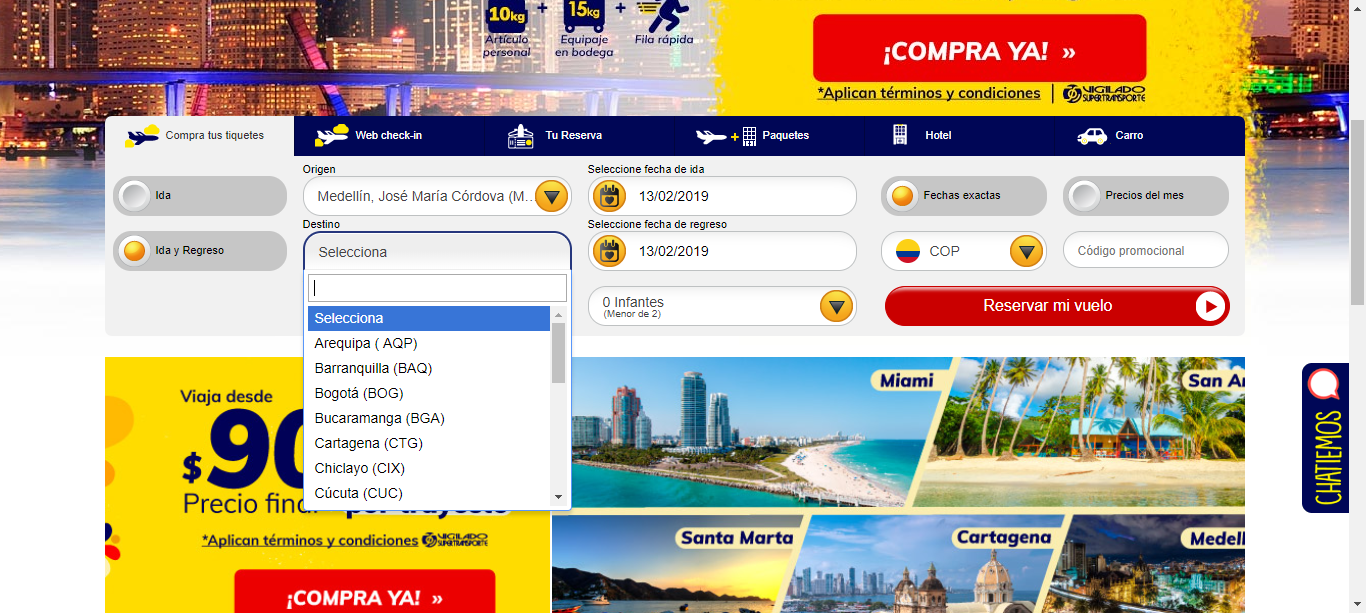 10kg + 15kg +
Artículo personal
Equipaje en bodega
Fila rápida
¡COMPRA YA! »
*Aplican términos y condiciones
VIGILADO
SUPERTRANSPORTE
Compra tus tiquetes
Web check-in
Tu Reserva
Paquetes
Hotel
Carro
Ida
Ida y Regreso
Origen
Medellín, José María Córdova (M...
Destino
Selecciona
Selecciona
Arequipa ( AQP)
Barranquilla (BAQ)
Bogotá (BOG)
Bucaramanga (BGA)
Cartagena (CTG)
Chiclayo (CIX)
Cúcuta (CUC)
Seleccione fecha de ida
13/02/2019
Seleccione fecha de regreso
13/02/2019
0 Infantes
(Menor de 2)
Fechas exactas
Precios del mes
COP
Código promocional
Reservar mi vuelo
Viaja desde
$90
Precio final por trayecto
*Aplican términos y condiciones
VIGILADO
SUPERTRANSPORTE
¡COMPRA YA! »
Miami
San An
Santa Marta
Cartagena
Medell
CHATIEMOS